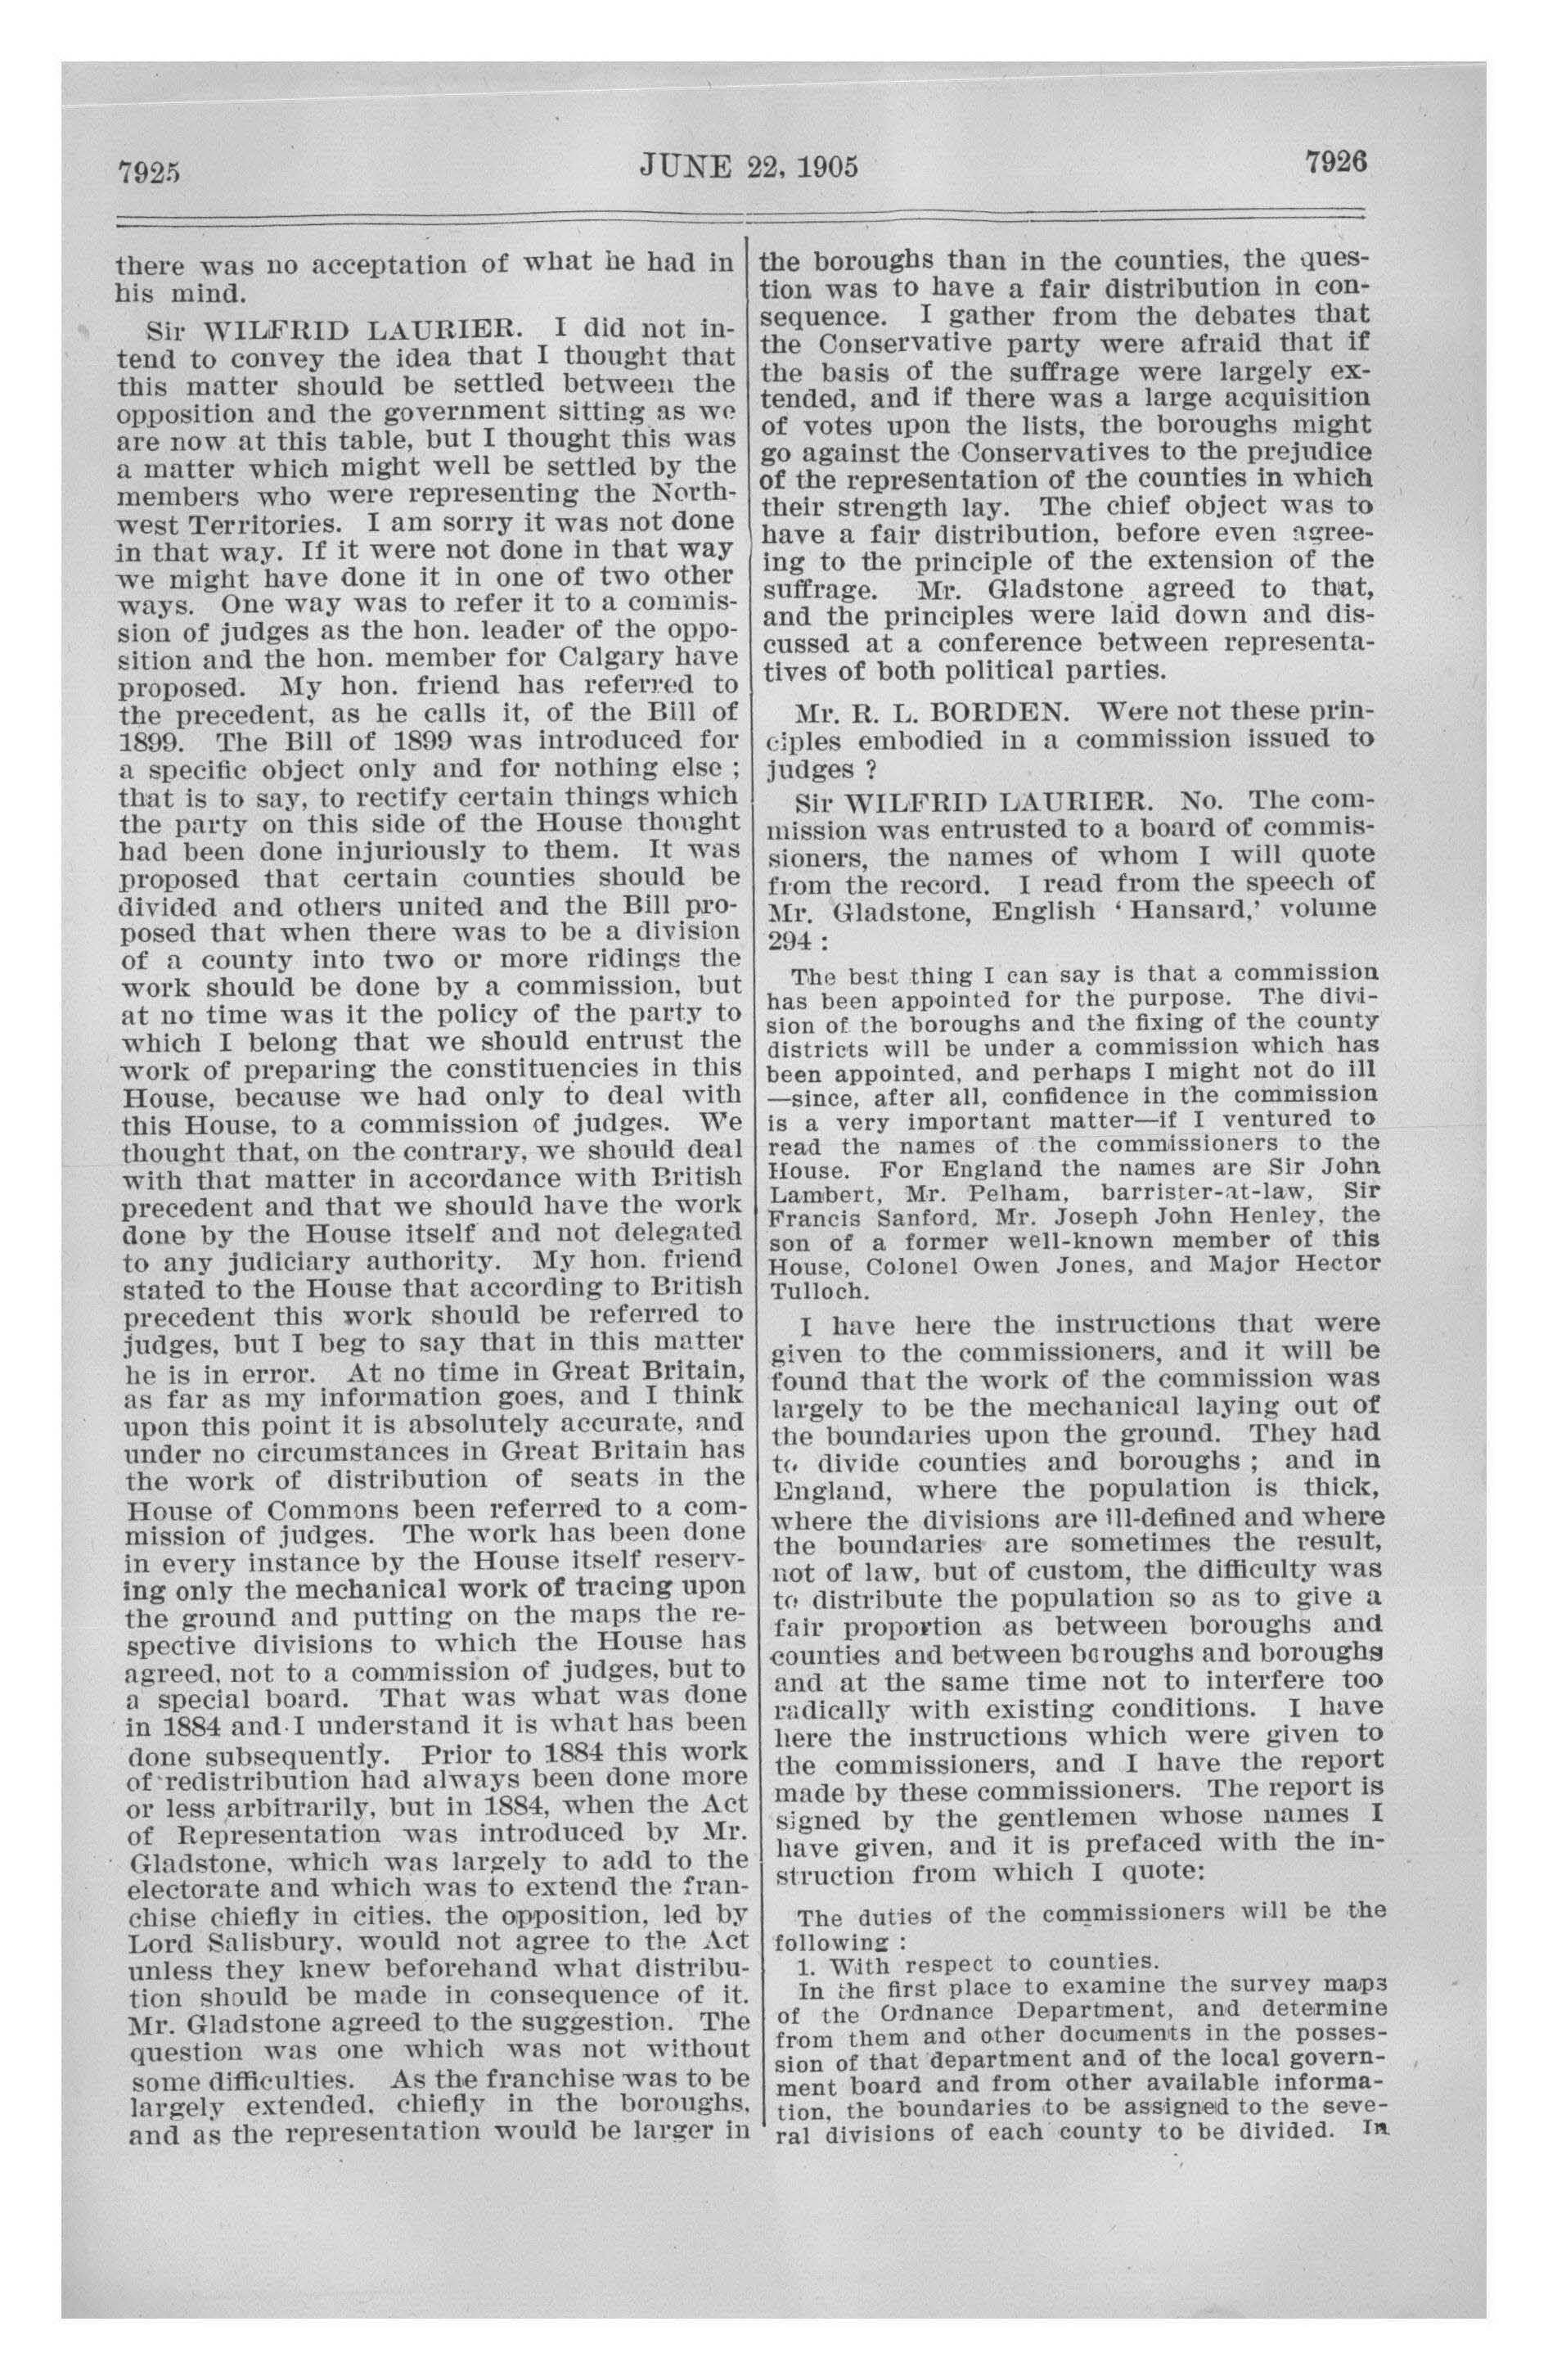 7925
JUNE 22, 1905
7926
there was no acceptation of what he had in
his mind.
Sir WILFRID LAURIER. I did not in-
tend to convey the idea that I thought that
this matter should be settled between the
opposition and the government sitting as we
are now at this table, but I thought this was
a matter which might well be settled by the
members who were representing the North-
west Territories. I am sorry it was not done
in that way. If it were not done in that way
we might have done it in one of two other
ways. One way was to refer it to a commis-
sion of judges as the hon. leader of the oppo-
sition and the hon. member for Calgary have
proposed. My hon. friend has referred to
the precedent, as he calls it, of the Bill of
1899. The Bill of 1899 was introduced for
a specific object only and for nothing else ;
that is to say, to rectify certain things which
the party on this side of the House thought
had been done injuriously to them. It was
proposed that certain counties should be
divided and others united and the Bill pro-
posed that when there was to be a division
of a county into two or more ridings the
work should be done by a commission, but
at no time was it the policy of the party to
which I belong that we should entrust the
work of preparing the constituencies in this
House, because we had only to deal with
this House, to a commission of judges. We
thought that, on the contrary, we should deal
with that matter in accordance with British
precedent and that we should have the work
done by the House itself and not delegated
to any judiciary authority. My hon. friend
stated to the House that according to British
precedent this work should be referred to
judges, but I beg to say that in this matter
he is in error. At no time in Great Britain,
as far as my information goes, and I think
upon this point it is absolutely accurate, and
under no circumstances in Great Britain has
the work of distribution of seats in the
House of Commons been referred to a com-
mission of judges. The work has been done
in every instance by the House itself reserv-
ing only the mechanical work of tracing upon
the ground and putting on the maps the re-
spective divisions to which the House has
agreed, not to a commission of judges, but to
a special board. That was what was done
in 1884 and I understand it is what has been
done subsequently. Prior to 1884 this work
of redistribution had always been done more
or less arbitrarily, but in 1884, when the Act
of Representation was introduced by Mr.
Gladstone, which was largely to add to the
electorate and which was to extend the fran-
chise chiefly in cities, the opposition, led by
Lord Salisbury, would not agree to the Act
unless they knew beforehand what distribu-
tion should be made in consequence of it.
Mr. Gladstone agreed to the suggestion. The
question was one which was not without
some difficulties. As the franchise was to be
largely extended, chiefly in the boroughs,
and as the representation would be larger in
the boroughs than in the counties, the ques-
tion was to have a fair distribution in con-
sequence. I gather from the debates that
the Conservative party were afraid that if
the basis of the suffrage were largely ex-
tended, and if there was a large acquisition
of votes upon the lists, the boroughs might
go against the Conservatives to the prejudice
of the representation of the counties in which
their strength lay. The chief object was to
have a fair distribution, before even agree-
ing to the principle of the extension of the
suffrage. Mr. Gladstone agreed to that,
and the principles were laid down and dis-
cussed at a conference between representa-
tives of both political parties.
Mr. R. L. BORDEN. Were not these prin-
ciples embodied in a commission issued to
judges ?
Sir WILFRID LAURIER. No. The com-
mission was entrusted to a board of commis-
sioners, the names of whom I will quote
from the record. I read from the speech of
Mr. Gladstone, English ‘ Hansard,’ volume
294 :
The best thing I can say is that a commission
has been appointed for the purpose. The divi-
sion of the boroughs and the fixing of the county
districts will be under a commission which has
been appointed, and perhaps I might not do ill
—since, after all, confidence in the commission
is a very important matter—if I ventured to
read the names of the commissioners to the
House. For England the names are Sir John
Lambert, Mr. Pelham, barrister-at-law, Sir
Francis Sanford, Mr. Joseph John Henley, the
son of a former well-known member of this
House, Colonel Owen Jones, and Major Hector
Tulloch.
I have here the instructions that were
given to the commissioners, and it will be
found that the work of the commission was
largely to be the mechanical laying out of
the boundaries upon the ground. They had
to divide counties and boroughs ; and in
England, where the population is thick,
where the divisions are ill-defined and where
the boundaries are sometimes the result,
not of law, but of custom, the difficulty was
to distribute the population so as to give a
fair proportion as between boroughs and
counties and between boroughs and boroughs
and at the same time not to interfere too
radically with existing conditions. I have
here the instructions which were given to
the commissioners, and I have the report
made by these commissioners. The report is
signed by the gentlemen whose names I
have given, and it is prefaced with the in-
struction from which I quote:
The duties of the commissioners will be the
following :
1. With respect to counties.
In the first place to examine the survey maps
of the Ordnance Department, and determine
from them and other documents in the posses-
sion of that department and of the local govern-
ment board and from other available informa-
tion, the boundaries to be assigned to the seve-
ral divisions of each county to be divided. In